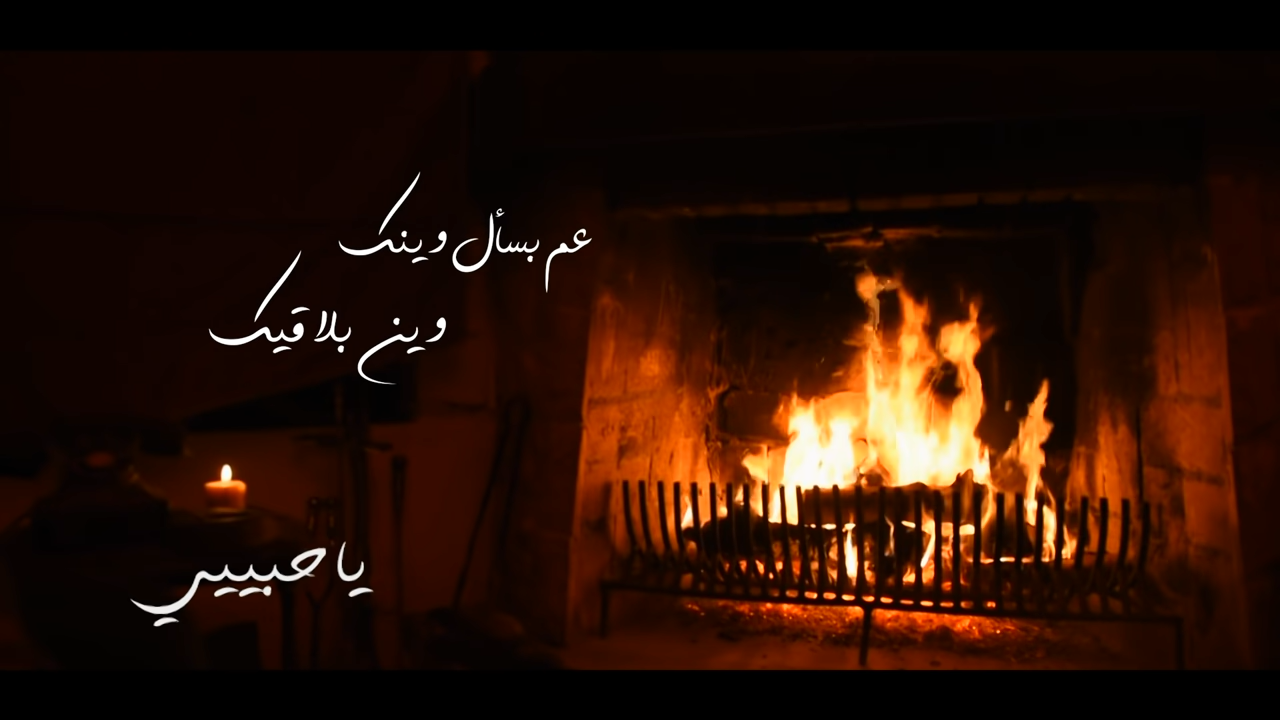 عم بسأل وينك
وين بلاقيك
يا حبيبي